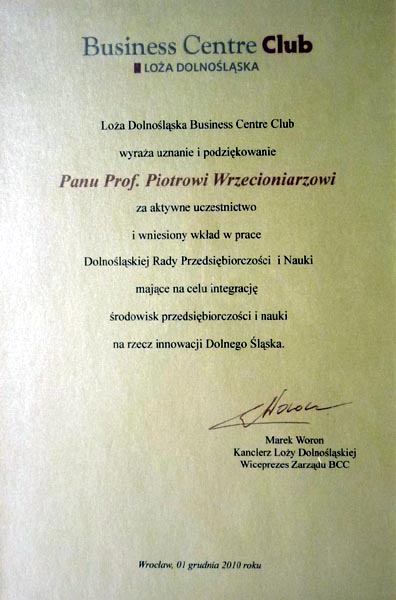 Business Centre Club
LOŻA DOLNOŚLĄSKA
Loża Dolnośląska Business Centre Club
wyraża uznanie i podziękowanie
Panu Prof. Piotrowi Wrzecioniarzowi
za aktywne uczestnictwo
i wniesiony wkład w prace
Dolnośląskiej Rady Przedsiębiorczości i Nauki
mające na celu integrację
środowisk przedsiębiorczości i nauki
na rzecz innowacji Dolnego Śląska.
Woron
Marek Woron
Kanclerz Loży Dolnośląskiej
Wiceprezes Zarządu BCC
Wrocław, 01 grudnia 2010 roku